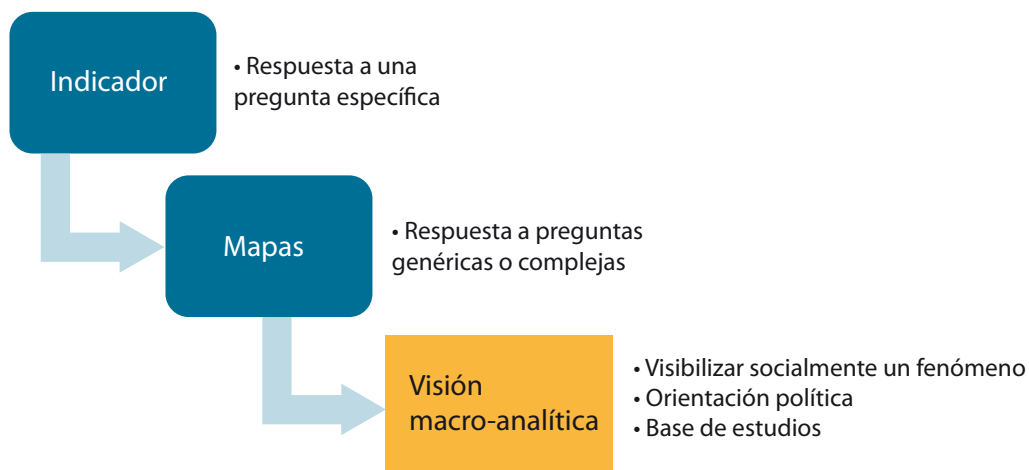 Indicador
• Respuesta a una
pregunta específica
Mapas
• Respuesta a preguntas
genéricas o complejas
Visión
macro-analítica
• Visibilizar socialmente un fenómeno
• Orientación política
• Base de estudios